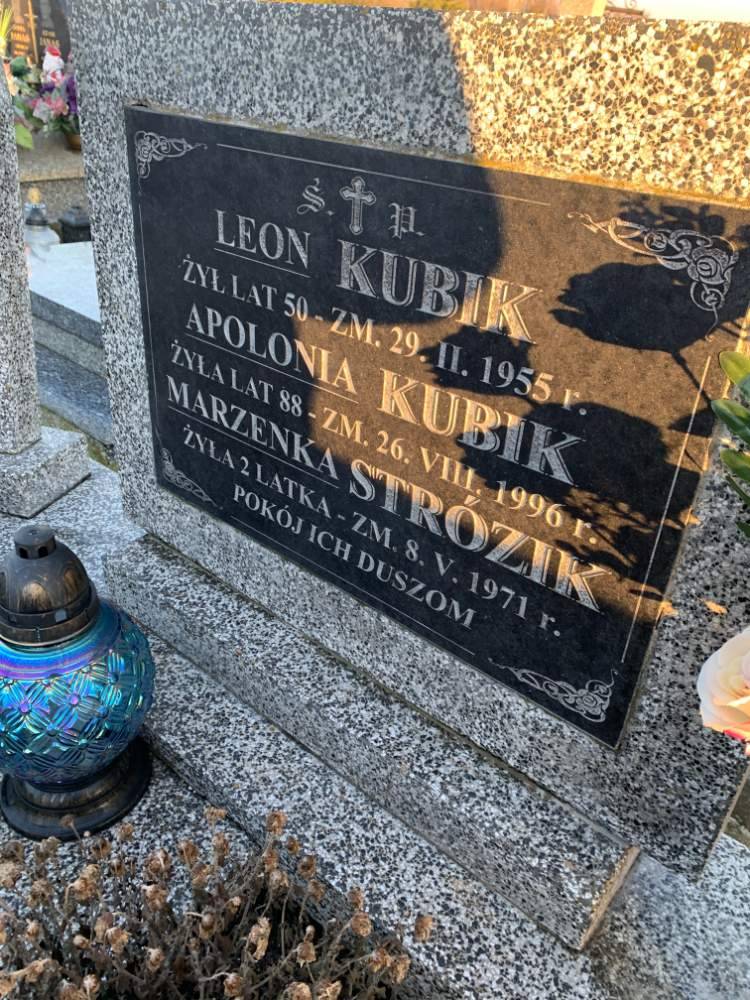 Ś. P.
LEON KUBIK
ŻYŁ LAT 50 - ZM. 29. II. 1955 r.
APOLONIA KUBIK
ŻYŁA LAT 88 - ZM. 26. VIII. 1996 r.
MARZENKA STRÓZIK
ŻYŁA 2 LATKA - ZM. 8. V. 1971 r.
POKÓJ ICH DUSZOM